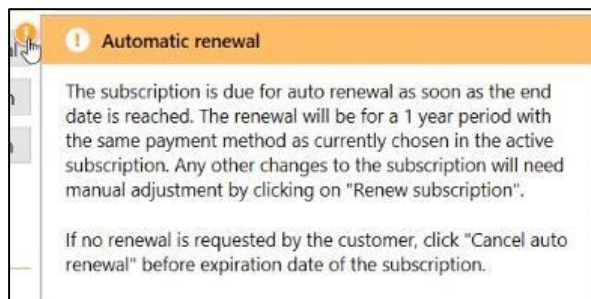 Automatic renewal
The subscription is due for auto renewal as soon as the end
date is reached. The renewal will be for a 1 year period with
the same payment method as currently chosen in the active
subscription. Any other changes to the subscription will need
manual adjustment by clicking on "Renew subscription".
If no renewal is requested by the customer, click "Cancel auto
renewal" before expiration date of the subscription.